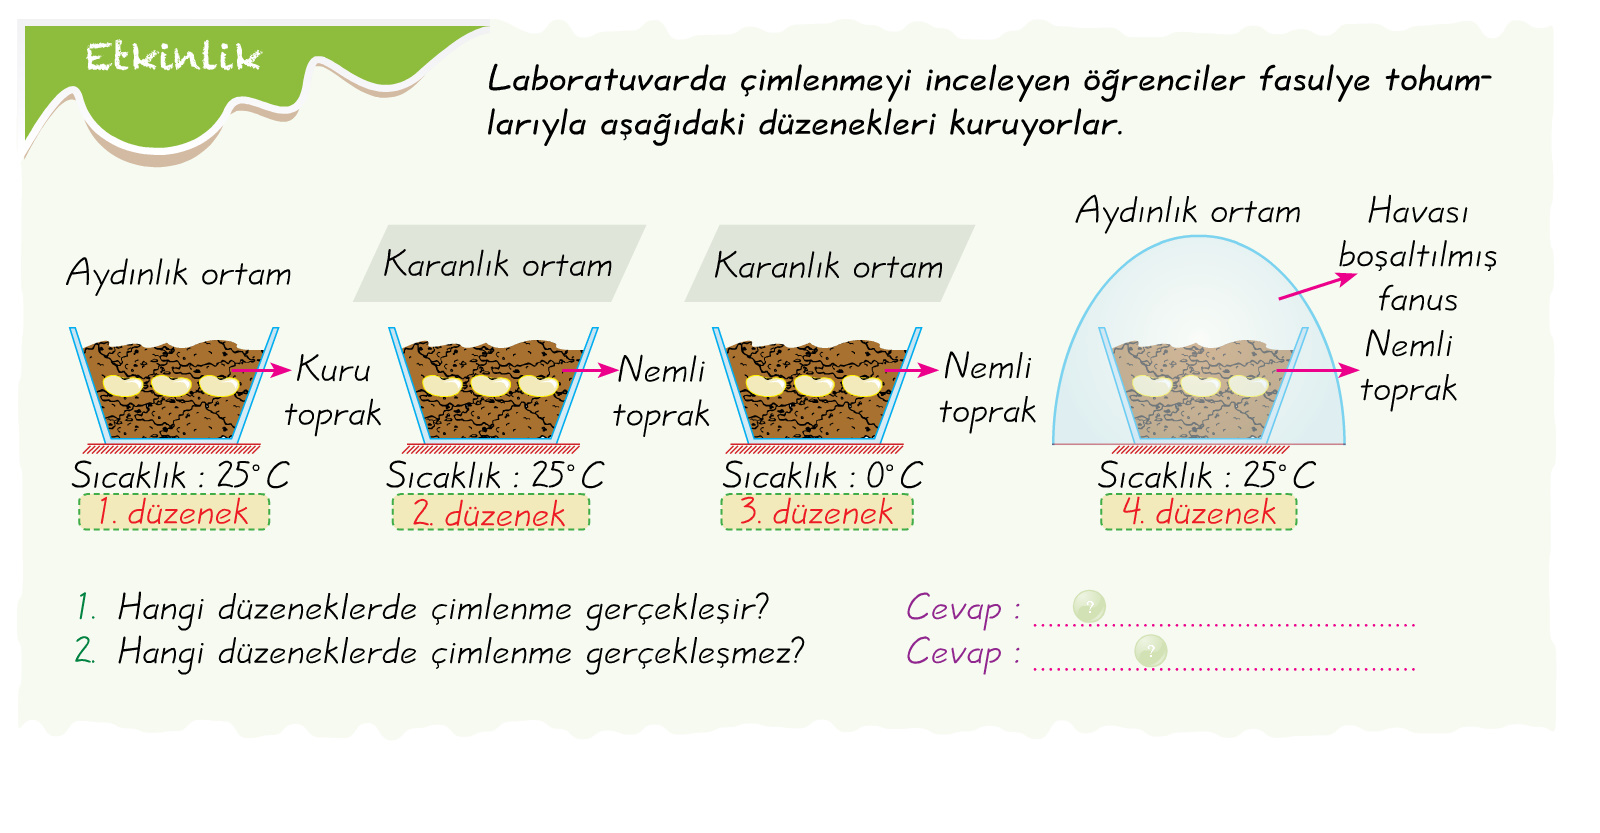 Etkinlik
Laboratuvarda çimlenmeyi inceleyen öğrenciler fasulye tohum-
larıyla aşağıdaki düzenekleri kuruyorlar.
Aydınlık ortam
Kuru
toprak
Sıcaklık : 25°C
1. düzenek
Karanlık ortam
Nemli
toprak
Sıcaklık : 25°C
2. düzenek
Karanlık ortam
Nemli
toprak
Sıcaklık : 0°C
3. düzenek
Aydınlık ortam
Havası
boşaltılmış
fanus
Nemli
toprak
Sıcaklık : 25°C
4. düzenek
1. Hangi düzeneklerde çimlenme gerçekleşir? Cevap : ? ................................................
2. Hangi düzeneklerde çimlenme gerçekleşmez? Cevap : ? ................................................